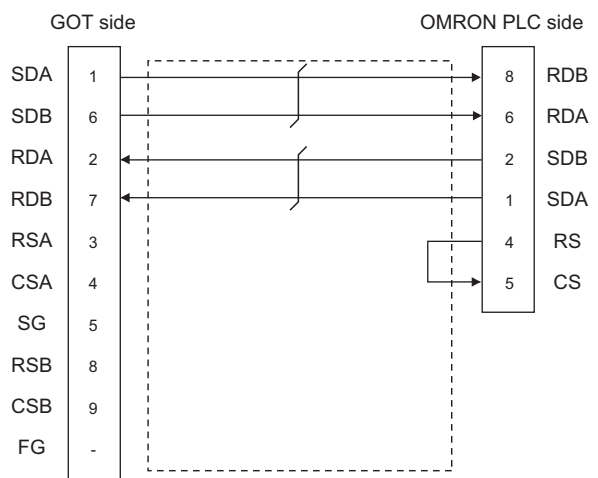 GOT side OMRON PLC side
SDA 1 8 RDB
SDB 6 6 RDA
RDA 2 2 SDB
RDB 7 1 SDA
RSA 3 4 RS
CSA 4 5 CS
SG 5
RSB 8
CSB 9
FG -